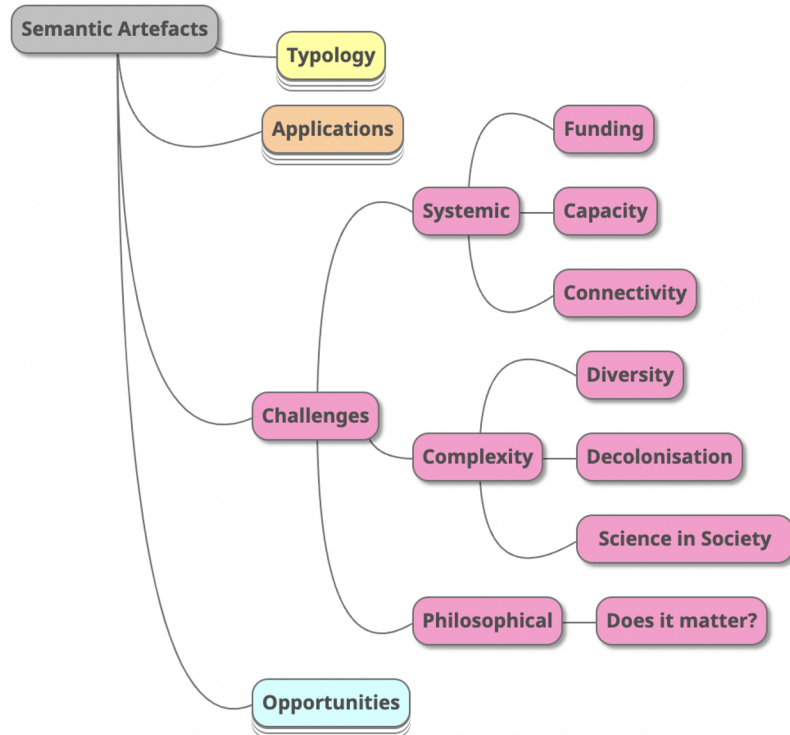 Semantic Artefacts
Typology
Applications
Challenges
Systemic
Funding
Capacity
Connectivity
Complexity
Diversity
Decolonisation
Science in Society
Philosophical
Does it matter?
Opportunities